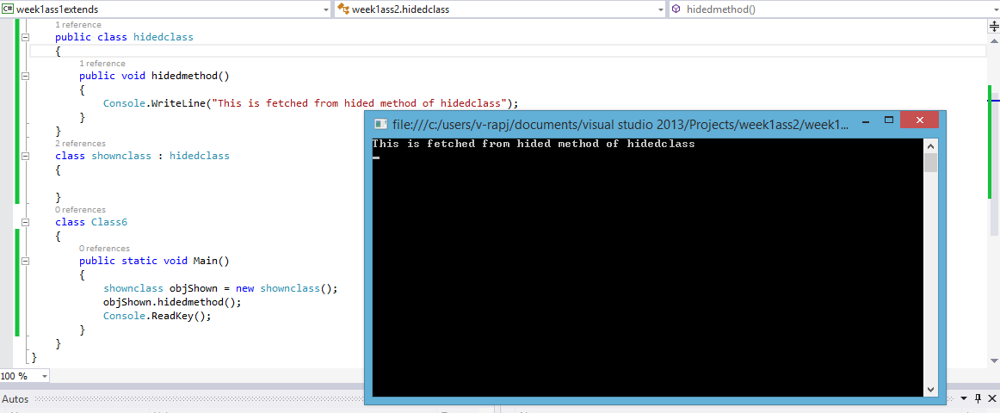 week1ass1extends week1ass2.hidedclass hidedmethod()
1 reference
public class hidedclass
{
1 reference
public void hidedmethod()
{
Console.WriteLine("This is fetched from hided method of hidedclass");
}
}
2 references
class shownclass : hidedclass
{
}
0 references
class Class6
{
0 references
public static void Main()
{
shownclass objShown = new shownclass();
objShown.hidedmethod();
Console.ReadKey();
}
}
}
100 %
Autos
file:///c:/users/v-rapj/documents/visual studio 2013/Projects/week1ass2/week1...
This is fetched from hided method of hidedclass